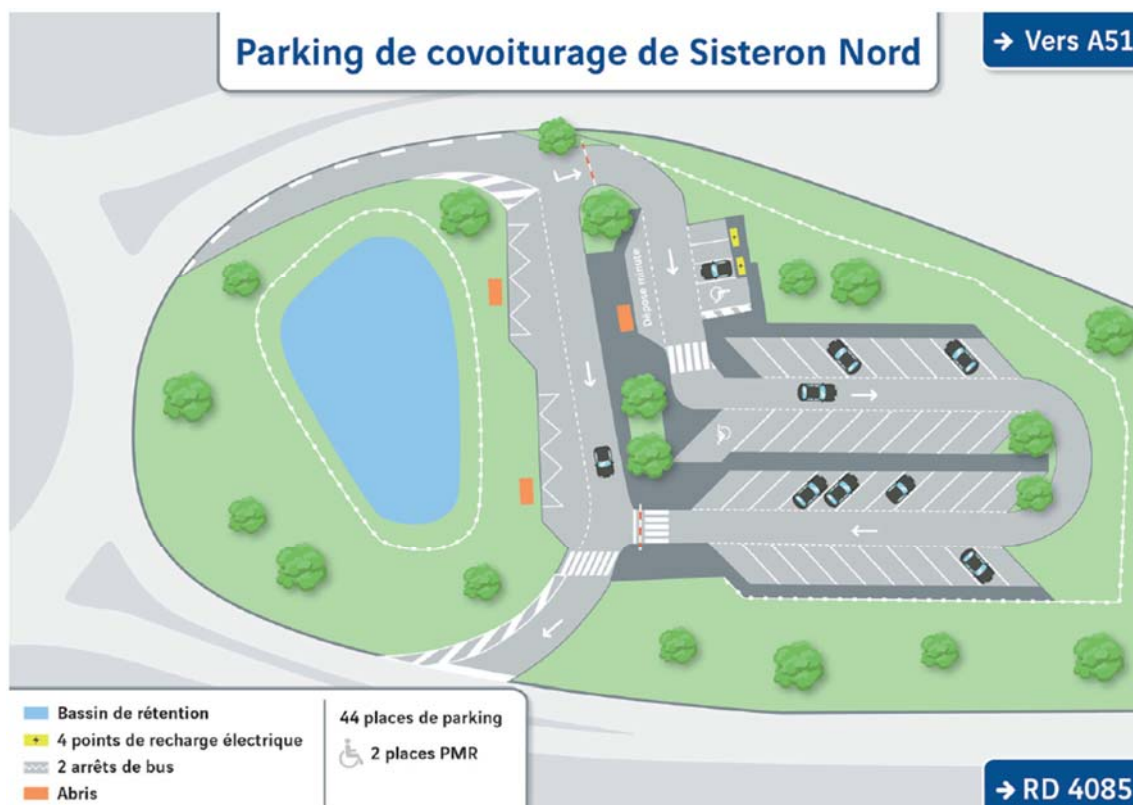 Parking de covoiturage de Sisteron Nord
→ Vers A51
Dépose minute
Bassin de rétention
4 points de recharge électrique
2 arrêts de bus
Abris
44 places de parking
2 places PMR
→ RD 4085